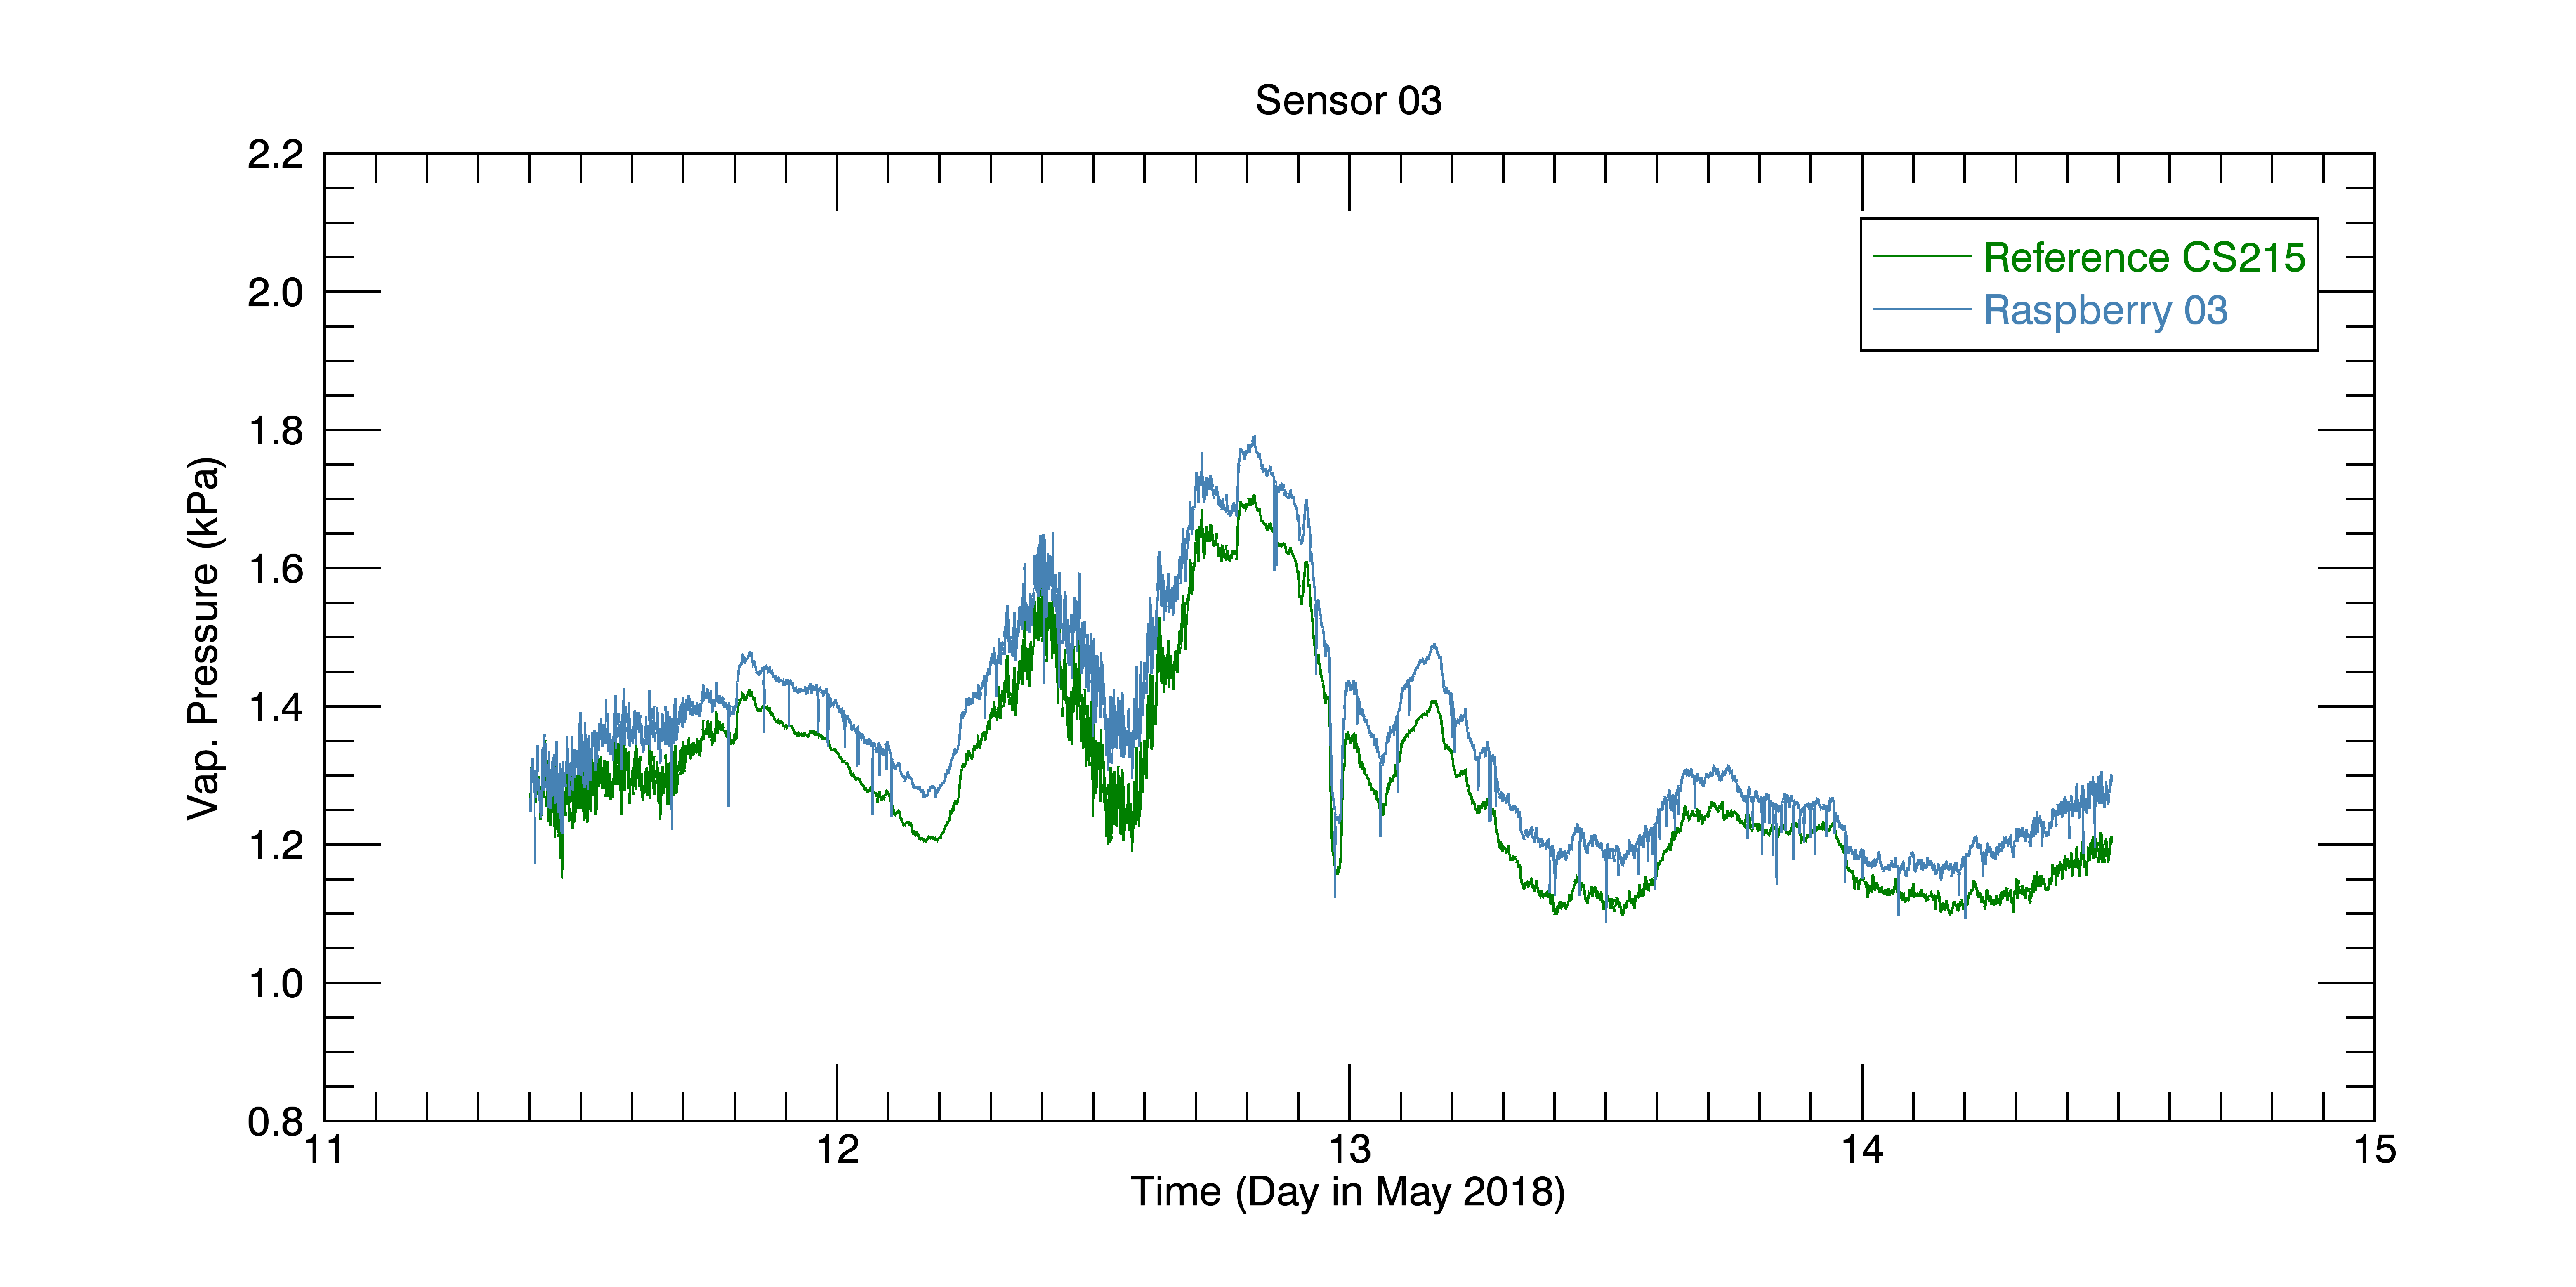 Sensor 03
2.2
2.0
1.8
1.6
1.4
1.2
1.0
0.8
Vap. Pressure (kPa)
Reference CS215
Raspberry 03
11 12 13 14 15
Time (Day in May 2018)